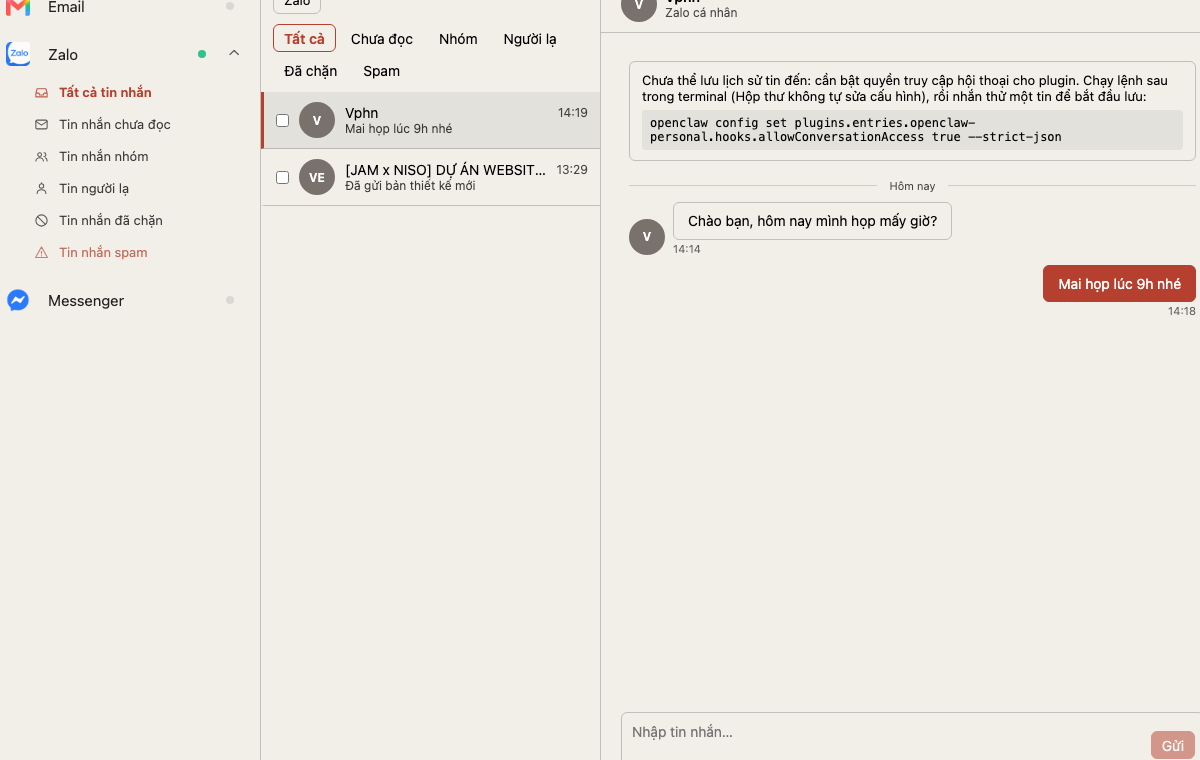 Email
Zalo
Zalo
Tất cả tin nhắn
Tin nhắn chưa đọc
Tin nhắn nhóm
Tin người lạ
Tin nhắn đã chặn
Tin nhắn spam
Messenger
Zalo
Tất cả
Chưa đọc
Nhóm
Người lạ
Đã chặn
Spam
V
Vphn
14:19
Mai họp lúc 9h nhé
VE
[JAM x NISO] DỰ ÁN WEBSIT...
13:29
Đã gửi bản thiết kế mới
V
Vphn
Zalo cá nhân
Chưa thể lưu lịch sử tin đến: cần bật quyền truy cập hội thoại cho plugin. Chạy lệnh sau
trong terminal (Hộp thư không tự sửa cấu hình), rồi nhắn thử một tin để bắt đầu lưu:
openclaw config set plugins.entries.openclaw-
personal.hooks.allowConversationAccess true --strict-json
Hôm nay
V
Chào bạn, hôm nay mình họp mấy giờ?
14:14
Mai họp lúc 9h nhé
14:18
Nhập tin nhắn...
Gửi